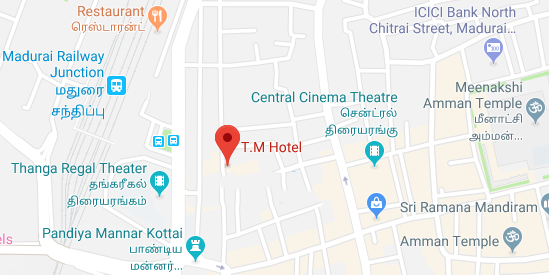 Restaurant
ரெஸ்டாரன்ட்
ICICI Bank North
Chitrai Street, Madurai...
Madurai Railway
Junction
மதுரை
சந்திப்பு
Central Cinema Theatre
சென்ட்ரல்
திரையரங்கு
Meenakshi
Amman Temple
மீனாட்சி
அம்மன்...
T.M Hotel
Thanga Regal Theater
தங்கரீகல்
திரையரங்கம்
Sri Ramana Mandiram
Pandiya Mannar Kottai
பாண்டிய
மன்னர்...
Amman Temple
els